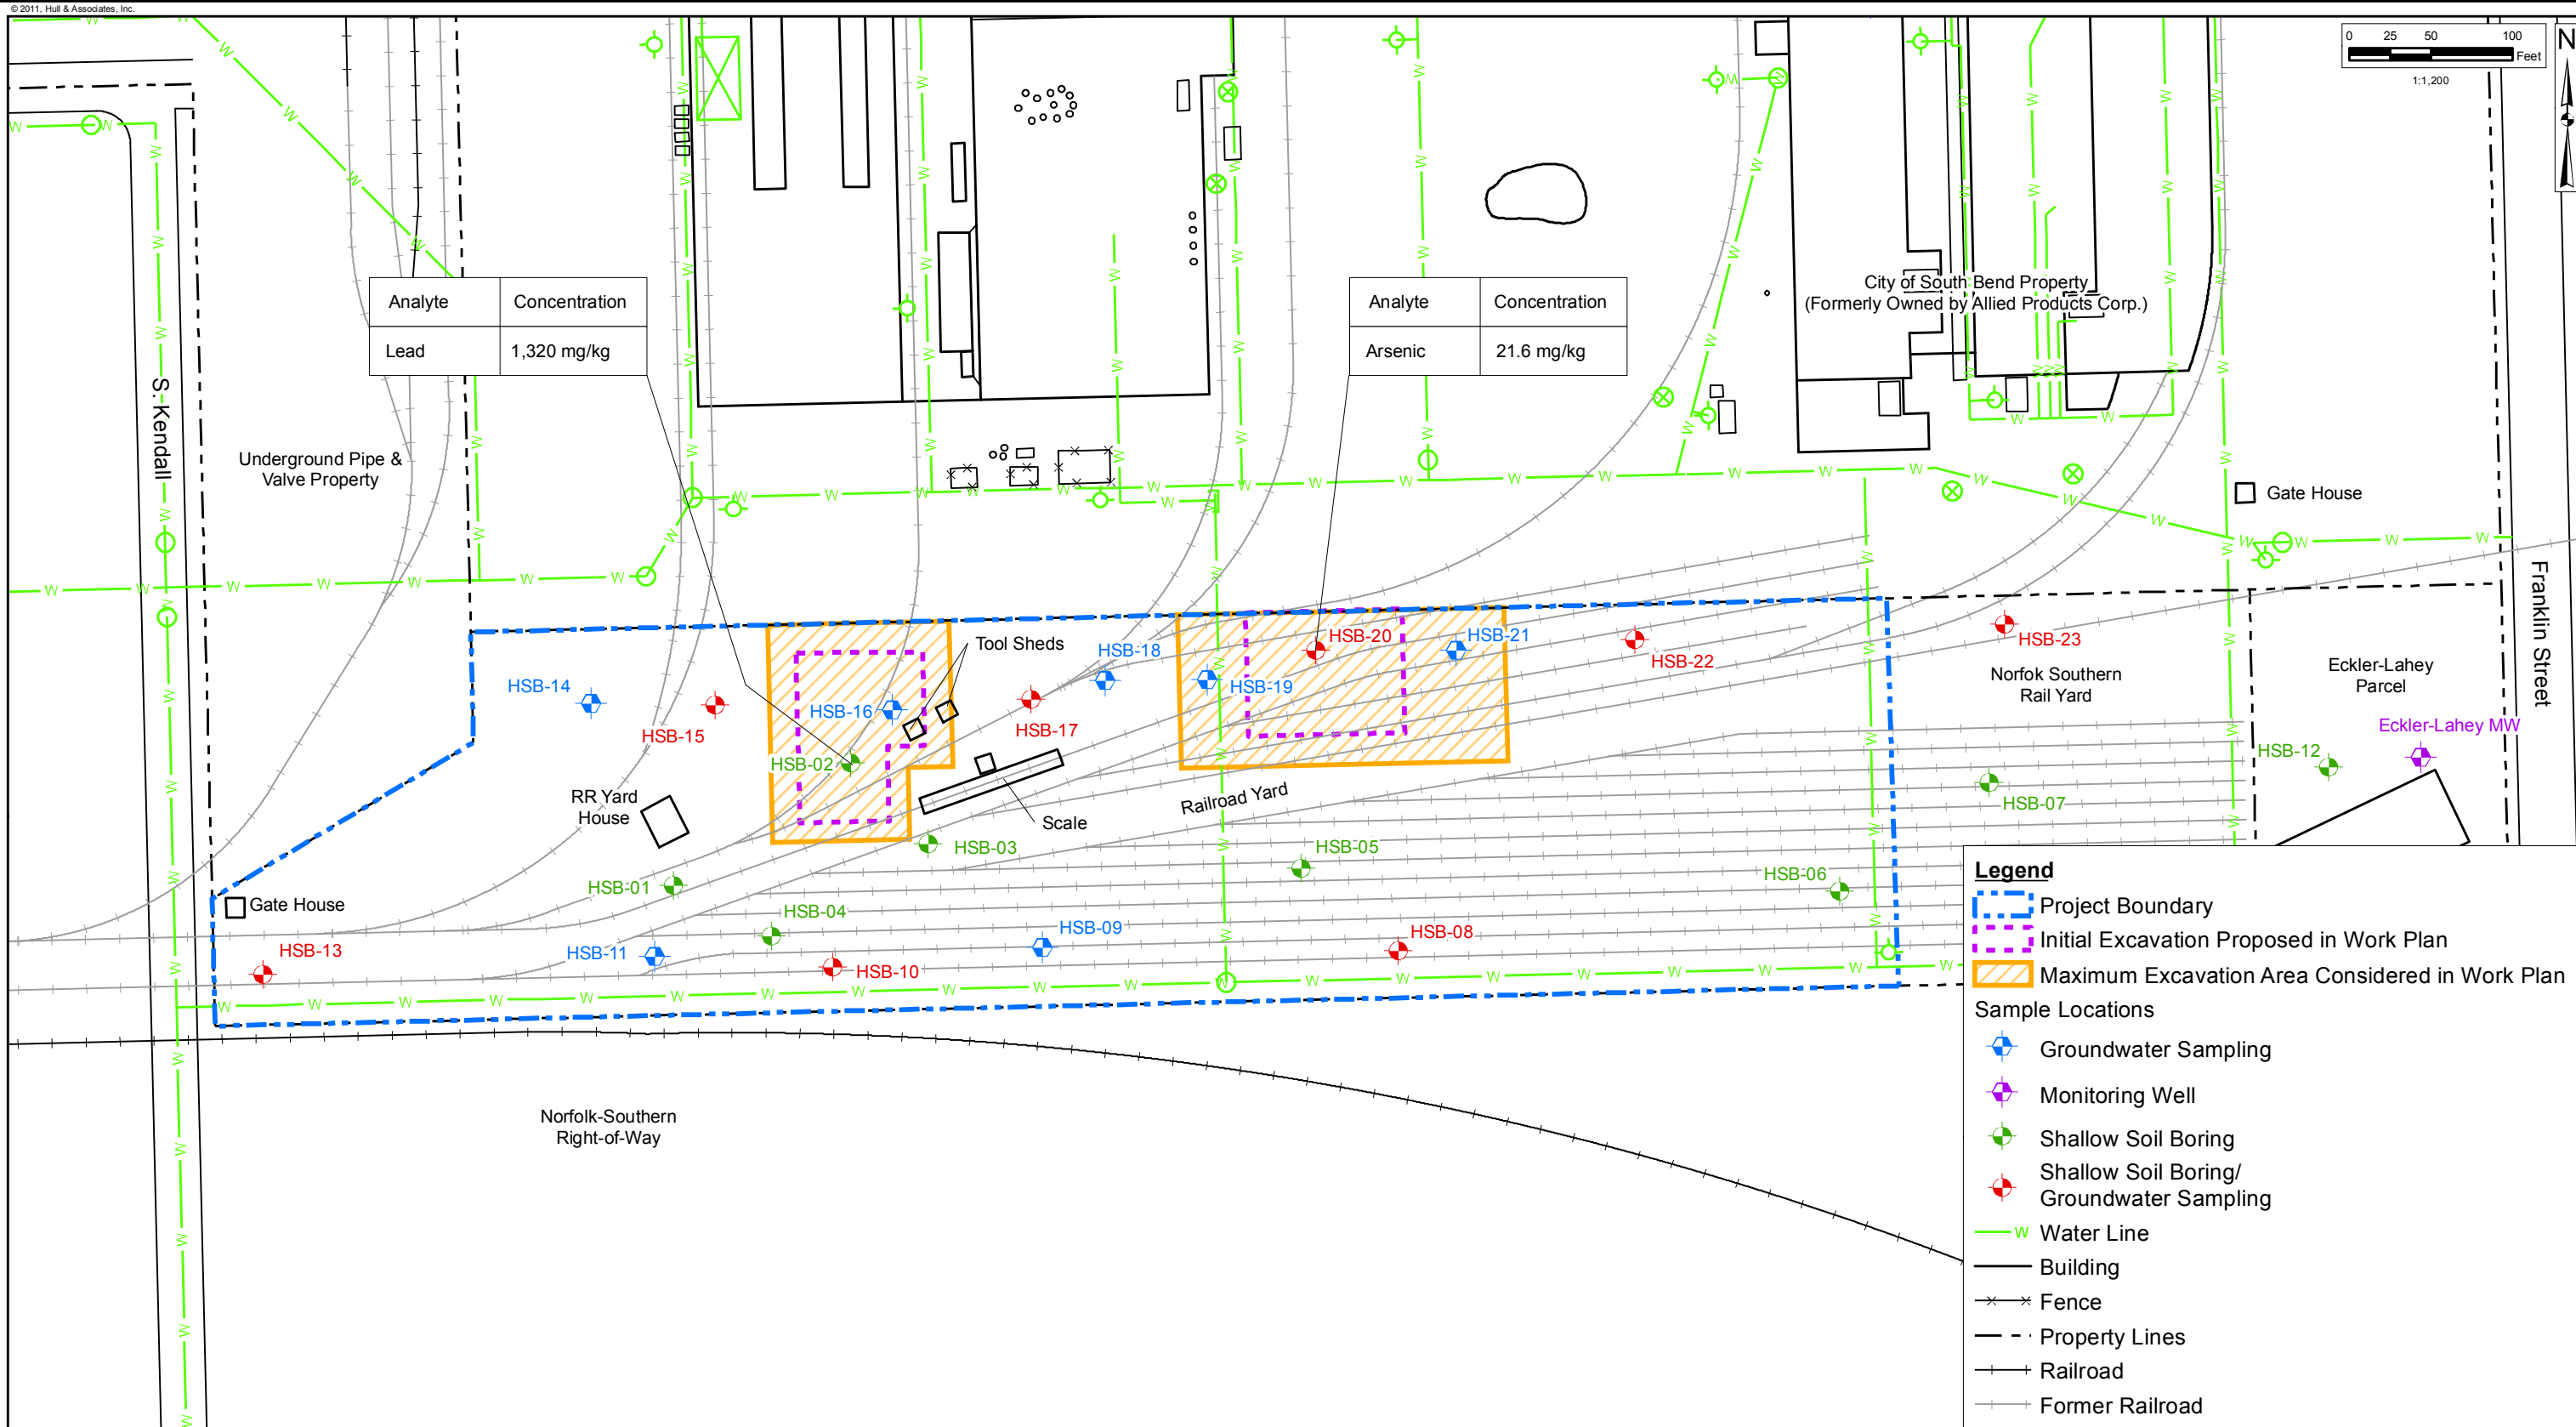 © 2011, Hull & Associates, Inc.
0 25 50 100
Feet
1:1,200
N
Analyte Concentration
Lead 1,320 mg/kg
Analyte Concentration
Arsenic 21.6 mg/kg
City of South Bend Property
(Formerly Owned by Allied Products Corp.)
S. Kendall
Underground Pipe &
Valve Property
Gate House
Franklin Street
Tool Sheds
HSB-14
HSB-15
HSB-16
HSB-02
HSB-17
HSB-18
HSB-19
HSB-20
HSB-21
HSB-22
HSB-23
Norfok Southern
Rail Yard
Eckler-Lahey
Parcel
Eckler-Lahey MW
HSB-12
HSB-07
RR Yard
House
Scale
Railroad Yard
HSB-03
HSB-05
HSB-06
HSB-01
HSB-04
Gate House
HSB-13
HSB-11
HSB-10
HSB-09
HSB-08
Norfolk-Southern
Right-of-Way
Legend
Project Boundary
Initial Excavation Proposed in Work Plan
Maximum Excavation Area Considered in Work Plan
Sample Locations
Groundwater Sampling
Monitoring Well
Shallow Soil Boring
Shallow Soil Boring/
Groundwater Sampling
W Water Line
Building
Fence
Property Lines
Railroad
Former Railroad